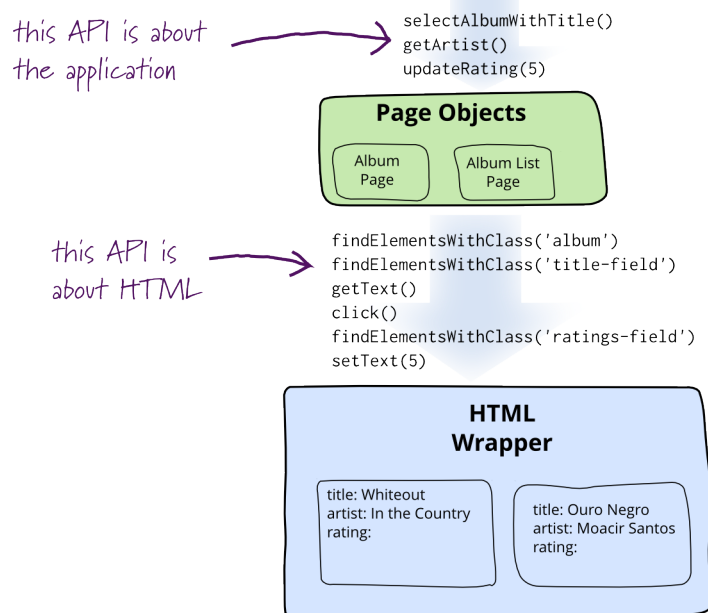 this API is about
the application
selectAlbumWithTitle()
getArtist()
updateRating(5)
Page Objects
Album
Page
Album List
Page
this API is
about HTML
findElementsWithClass('album')
findElementsWithClass('title-field')
getText()
click()
findElementsWithClass('ratings-field')
setText(5)
HTML
Wrapper
title: Whiteout
artist: In the Country
rating:
title: Ouro Negro
artist: Moacir Santos
rating: